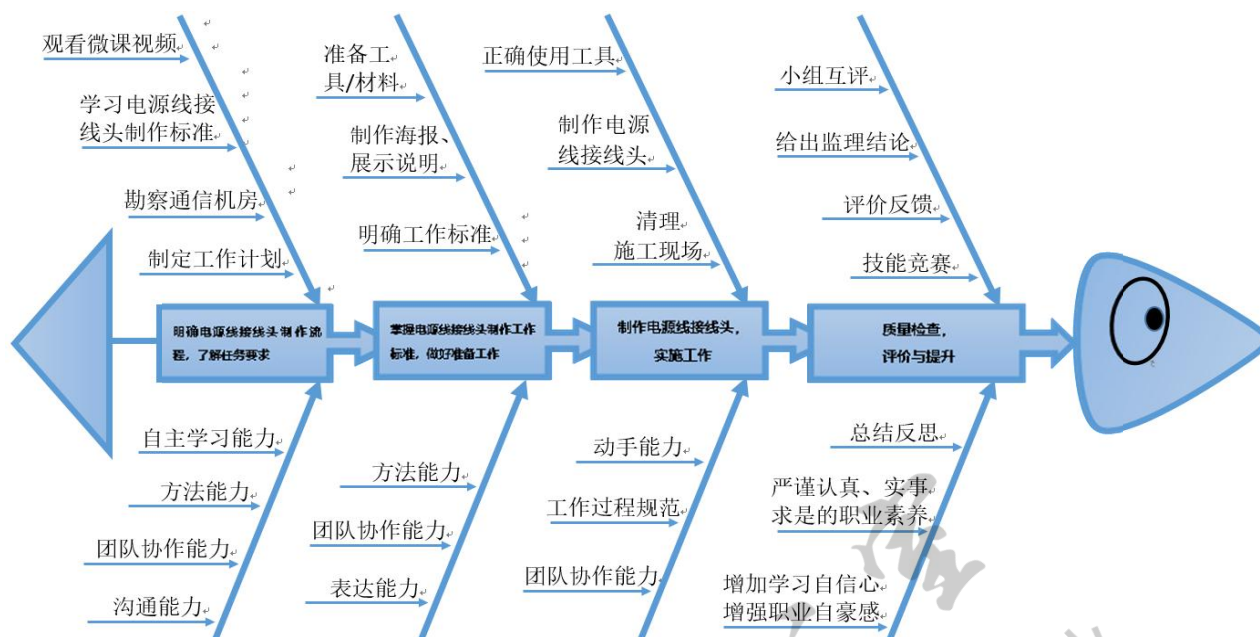 观看微课视频
学习电源线接
线头制作标准
勘察通信机房
制定工作计划
准备工
具/材料
制作海报、
展示说明
明确工作标准
正确使用工具
制作电源
线接线头
清理
施工现场
小组互评
给出监理结论
评价反馈
技能竞赛
明确电源线接线头制作流
程，了解任务要求
掌握电源线接线头制作工作
标准，做好准备工作
制作电源线接线头，
实施工作
质量检查，
评价与提升
自主学习能力
方法能力
团队协作能力
沟通能力
方法能力
团队协作能力
表达能力
动手能力
工作过程规范
团队协作能力
总结反思
严谨认真、实事
求是的职业素养
增加学习自信心
增强职业自豪感